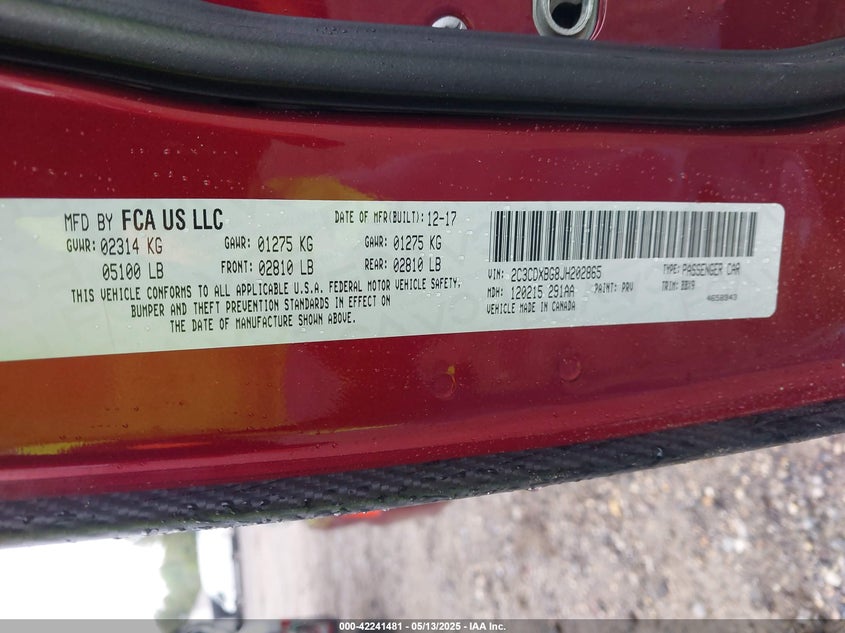 MFD BY FCA US LLC DATE OF MFR(BUILT): 12-17
GVWR: 02314 KG GAWR: 01275 KG GAWR: 01275 KG
05100 LB FRONT: 02810 LB REAR: 02810 LB
THIS VEHICLE CONFORMS TO ALL APPLICABLE U.S.A. FEDERAL MOTOR VEHICLE SAFETY,
BUMPER AND THEFT PREVENTION STANDARDS IN EFFECT ON
THE DATE OF MANUFACTURE SHOWN ABOVE.
VIN: 2C3CDXBG8JH202865 TYPE: PASSENGER CAR
MDH: 120215 291AA PAINT: PRV TRIM: BBX9
VEHICLE MADE IN CANADA 4658943
000-42241481 - 05/13/2025 - IAA Inc.